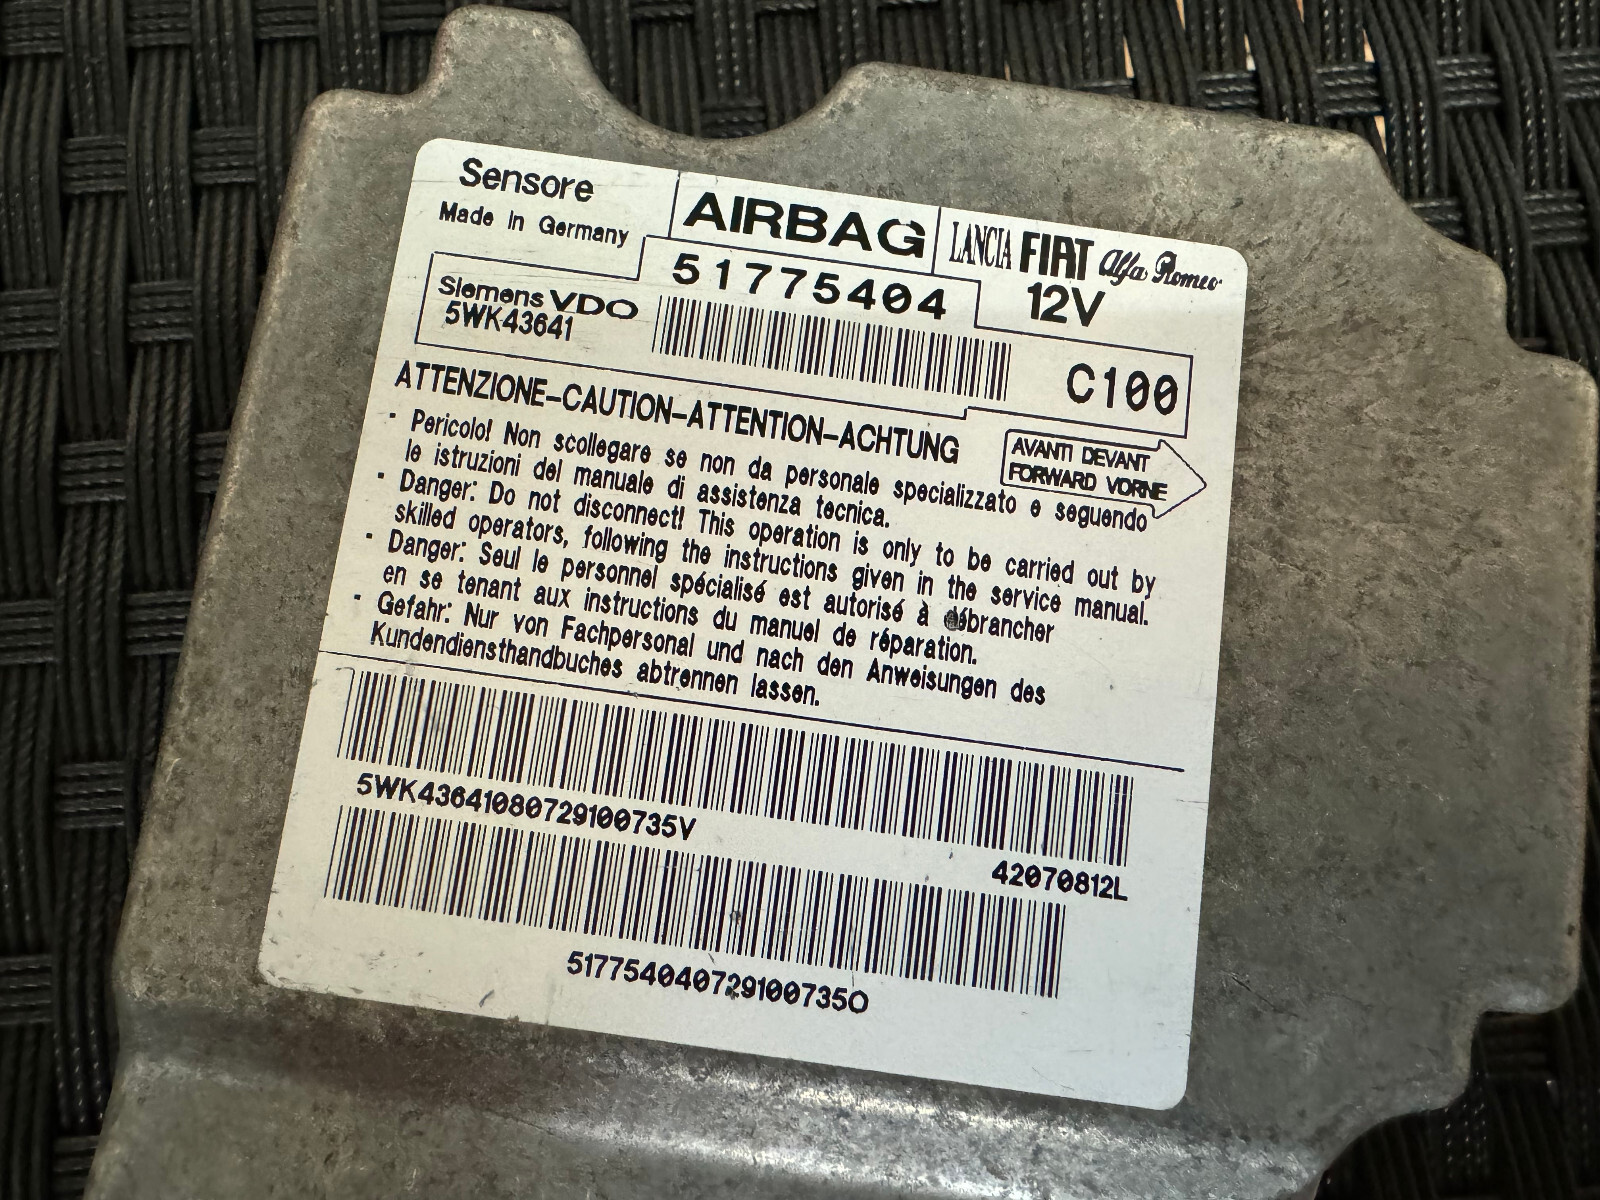 Sensore
Made In Germany
AIRBAG
LANCIA FIAT Alfa Romeo
12V
Siemens VDO
5WK43641
51775404
C100
ATTENZIONE-CAUTION-ATTENTION-ACHTUNG
AVANTI DEVANT
FORWARD VORNE
- Pericolo! Non scollegare se non da personale specializzato e seguendo
le istruzioni del manuale di assistenza tecnica.
- Danger: Do not disconnect! This operation is only to be carried out by
skilled operators, following the instructions given in the service manual.
- Danger: Seul le personnel spécialisé est autorisé à débrancher
en se tenant aux instructions du manuel de réparation.
- Gefahr: Nur von Fachpersonal und nach den Anweisungen des
Kundendiensthandbuches abtrennen lassen.
5WK43641080729100735V
42070812L
517754040729100735O